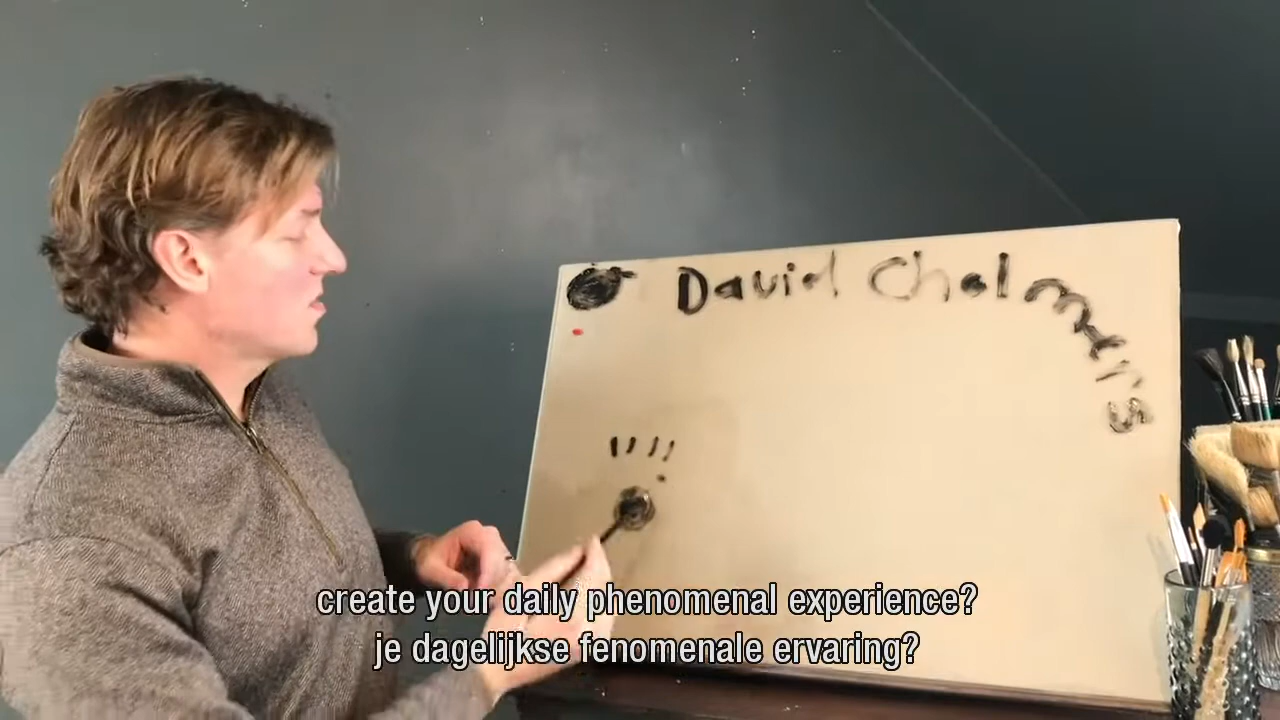 David Chalmers
create your daily phenomenal experience?
je dagelijkse fenomenale ervaring?